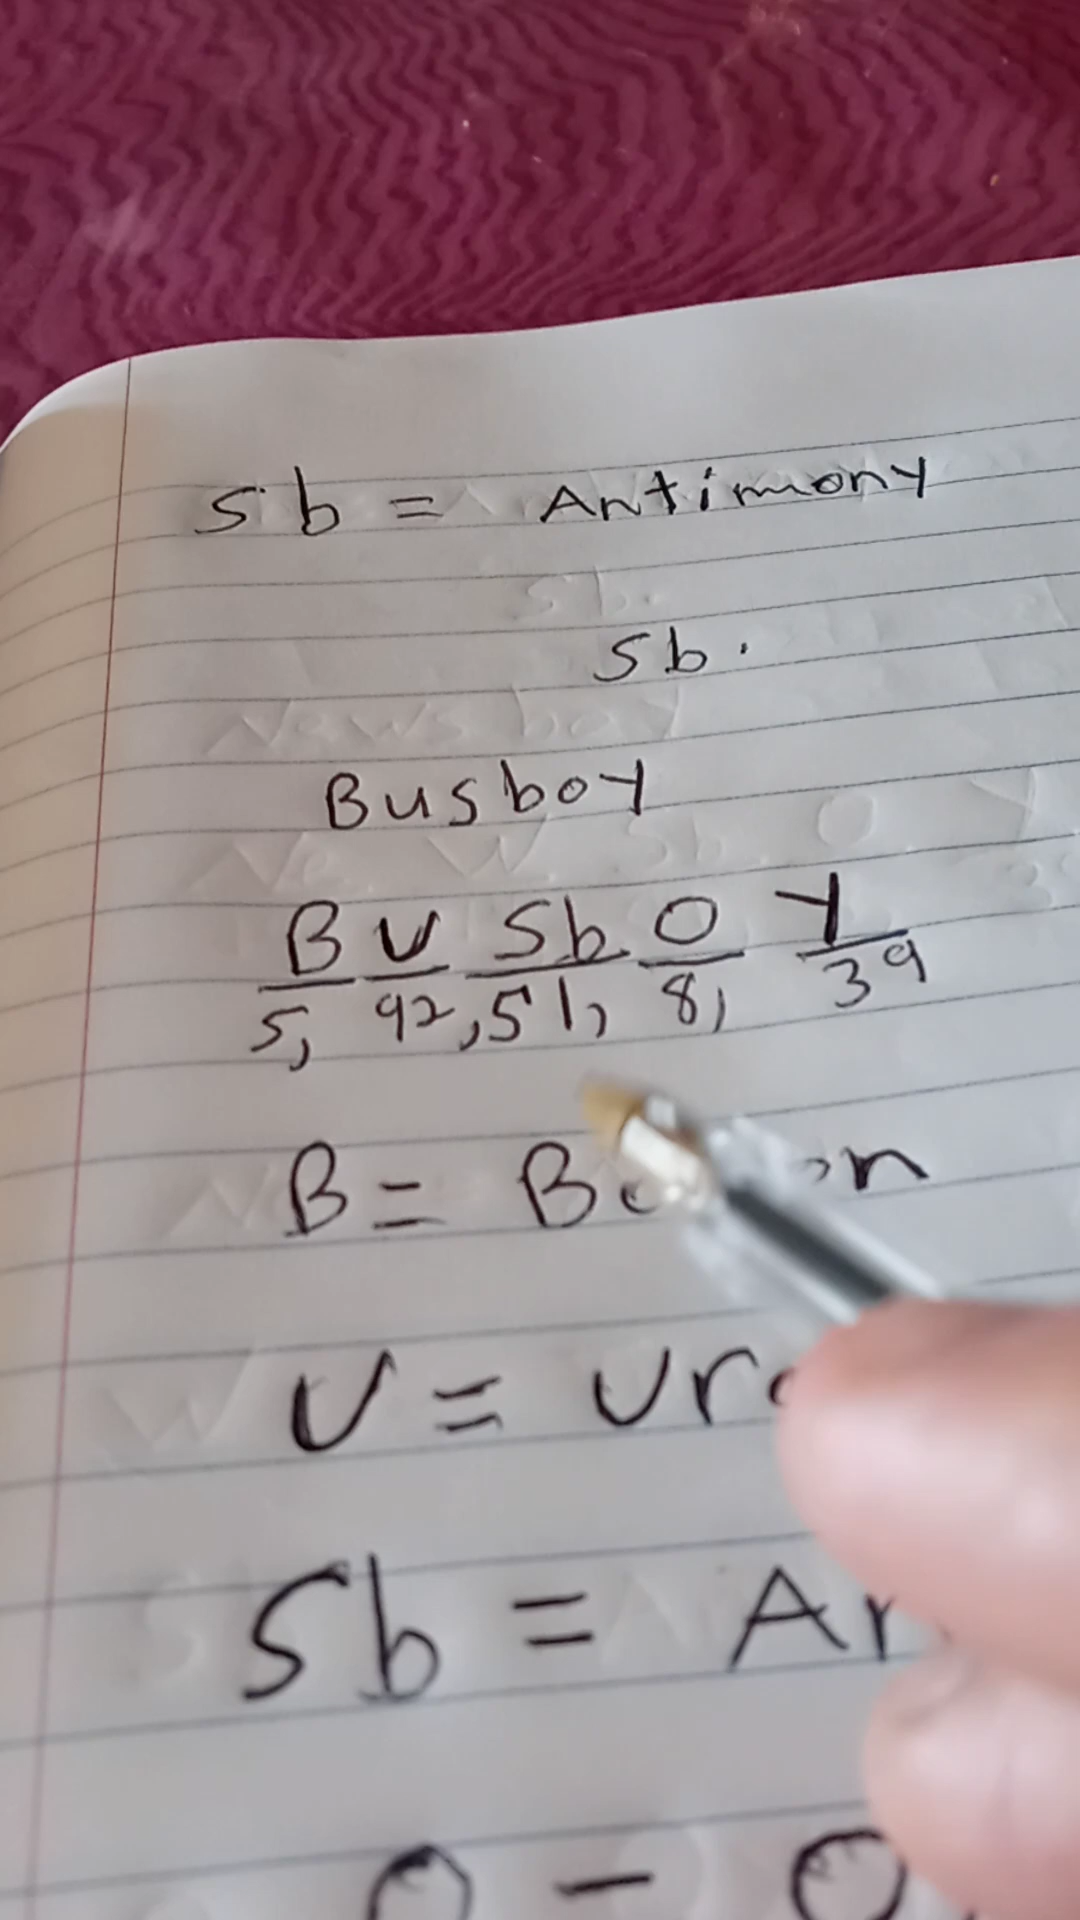 Sb = Antimony
Sb.
Busboy
B U Sb O Y
5, 92, 51, 8, 39
B =
U =
Sb =